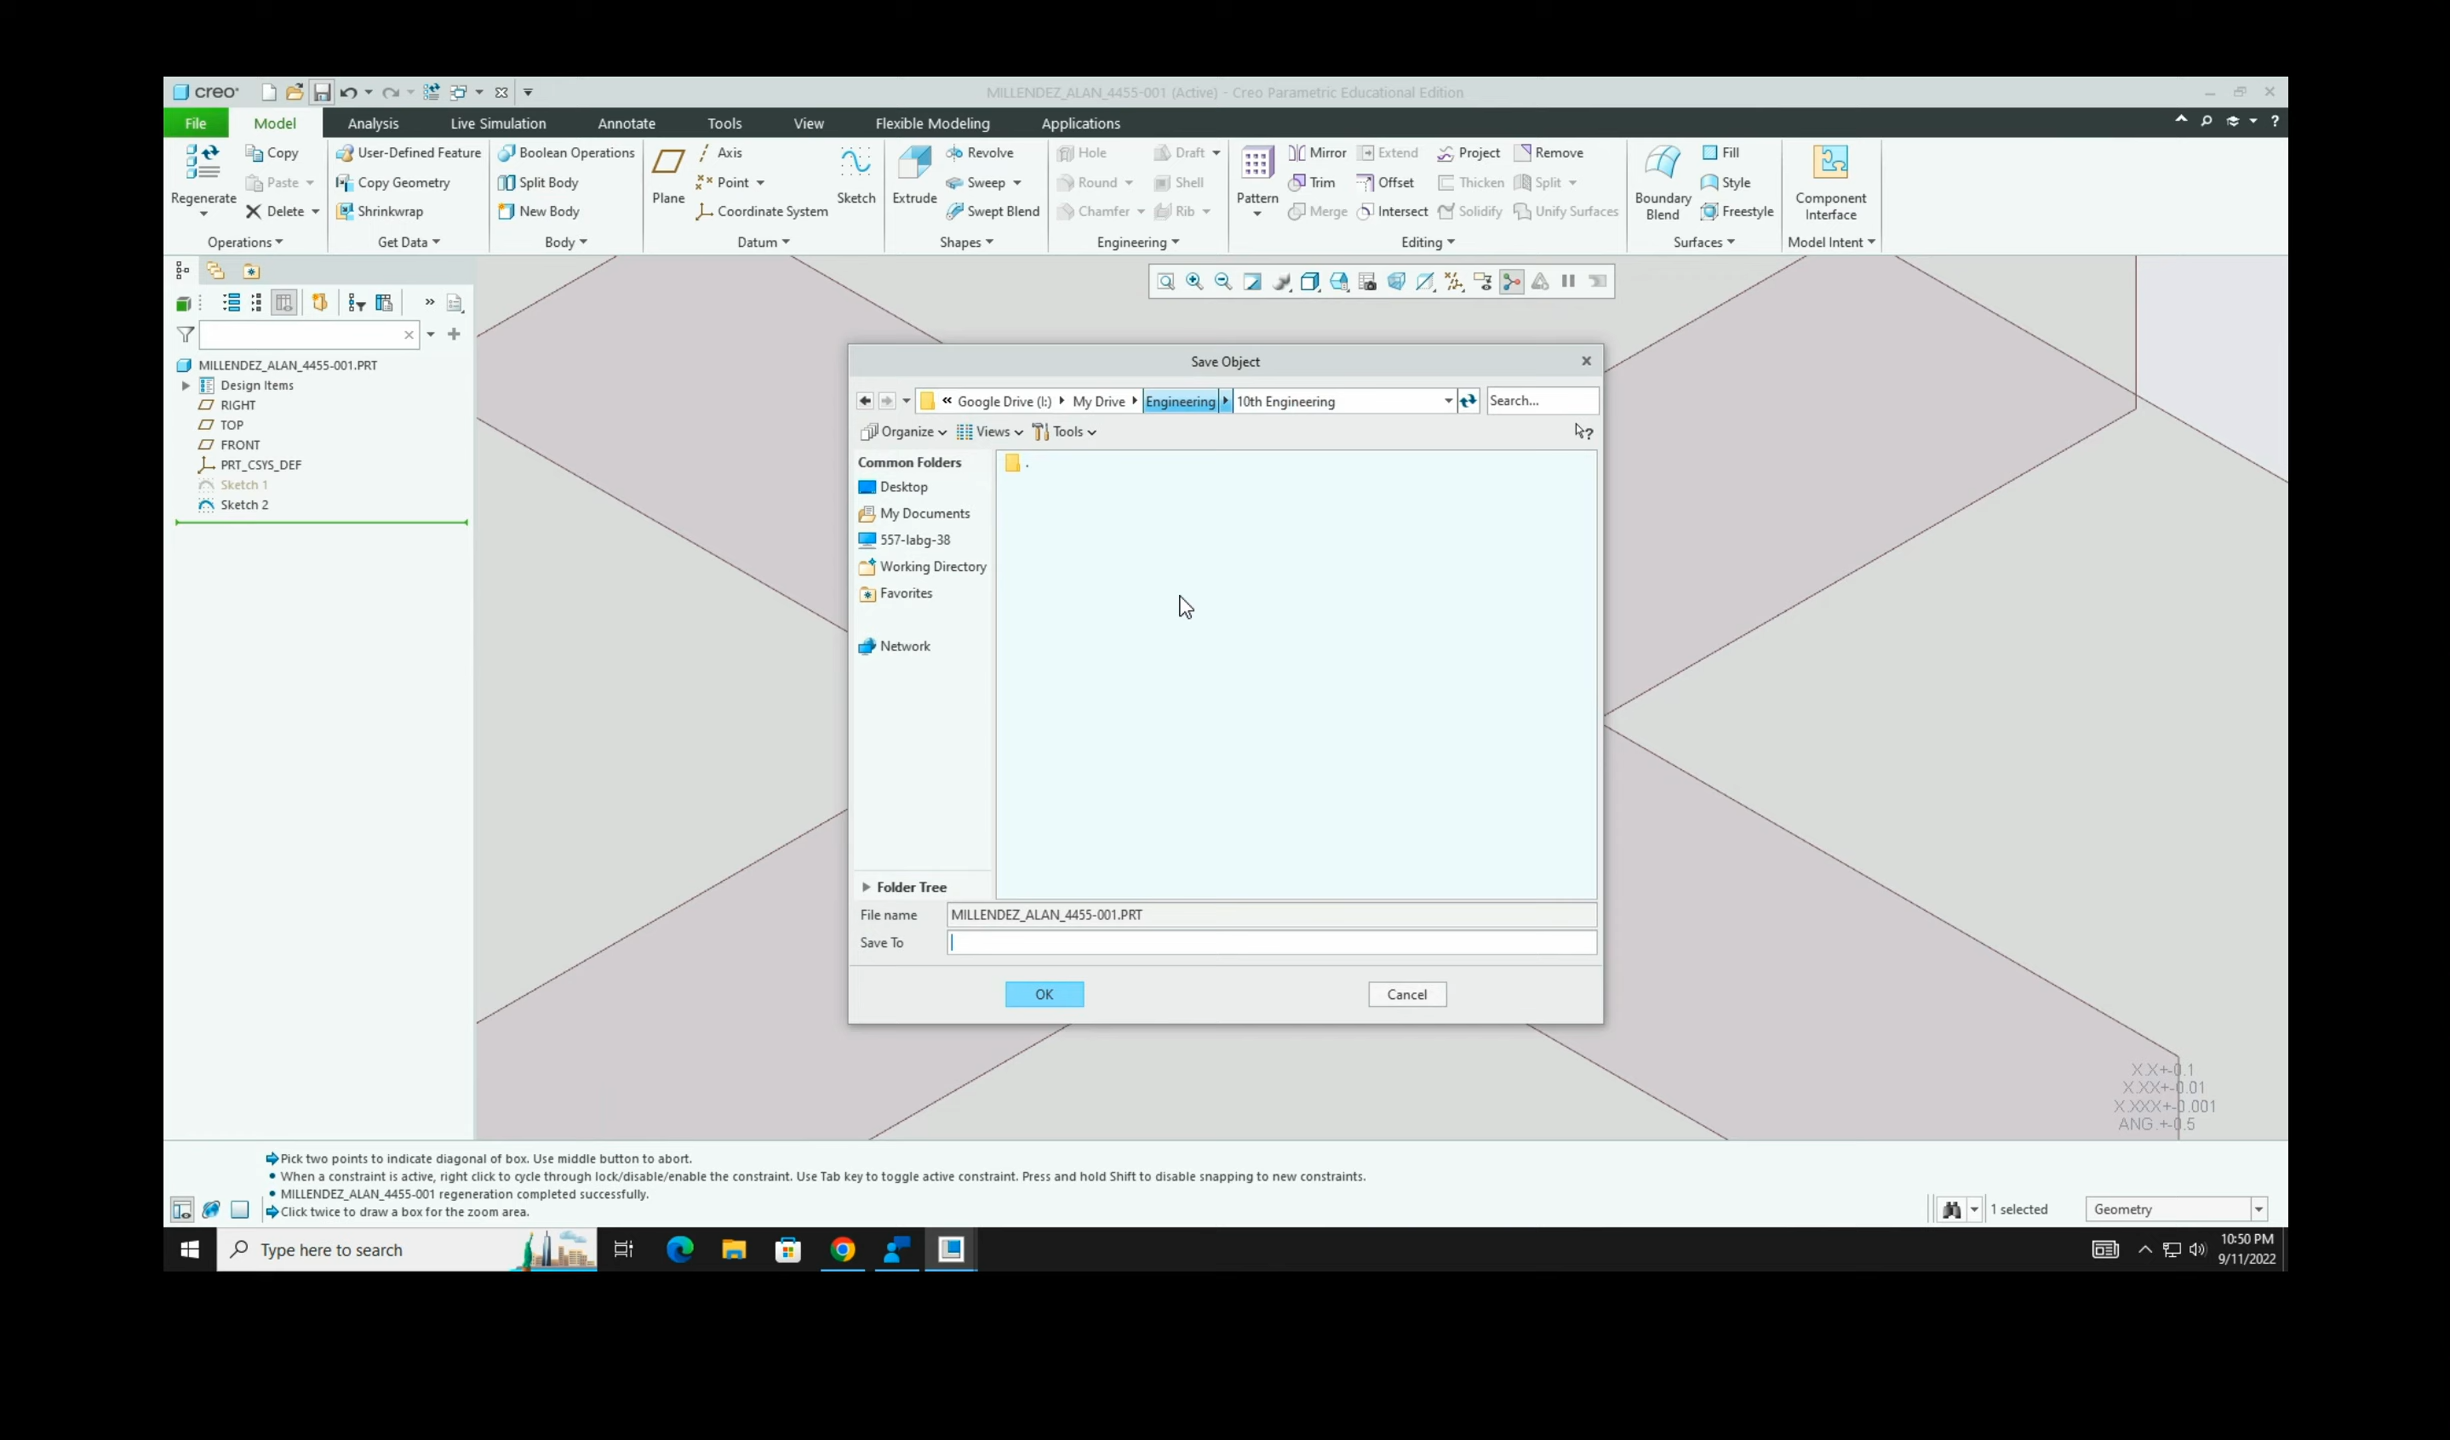 creo
MILLENDEZ_ALAN_4455-001 (Active) - Creo Parametric Educational Edition
File Model Analysis Live Simulation Annotate Tools View Flexible Modeling Applications
Regenerate
Copy
Paste
Delete
Operations
User-Defined Feature
Copy Geometry
Shrinkwrap
Get Data
Boolean Operations
Split Body
New Body
Body
Plane
Axis
Point
Coordinate System
Sketch
Datum
Extrude
Revolve
Sweep
Swept Blend
Shapes
Hole
Draft
Round
Shell
Chamfer
Rib
Engineering
Pattern
Mirror
Extend
Project
Remove
Trim
Offset
Thicken
Split
Merge
Intersect
Solidify
Unify Surfaces
Editing
Boundary
Blend
Fill
Style
Freestyle
Surfaces
Component
Interface
Model Intent
MILLENDEZ_ALAN_4455-001.PRT
Design Items
RIGHT
TOP
FRONT
PRT_CSYS_DEF
Sketch 1
Sketch 2
Save Object
« Google Drive (I:) My Drive Engineering 10th Engineering
Search...
Organize Views Tools
Common Folders
Desktop
My Documents
557-labg-38
Working Directory
Favorites
Network
.
Folder Tree
File name MILLENDEZ_ALAN_4455-001.PRT
Save To
OK Cancel
X.X+-0.1
X.XX+-0.01
X.XXX+-0.001
ANG.+-0.5
Pick two points to indicate diagonal of box. Use middle button to abort.
• When a constraint is active, right click to cycle through lock/disable/enable the constraint. Use Tab key to toggle active constraint. Press and hold Shift to disable snapping to new constraints.
• MILLENDEZ_ALAN_4455-001 regeneration completed successfully.
Click twice to draw a box for the zoom area.
1 selected
Geometry
Type here to search
10:50 PM
9/11/2022